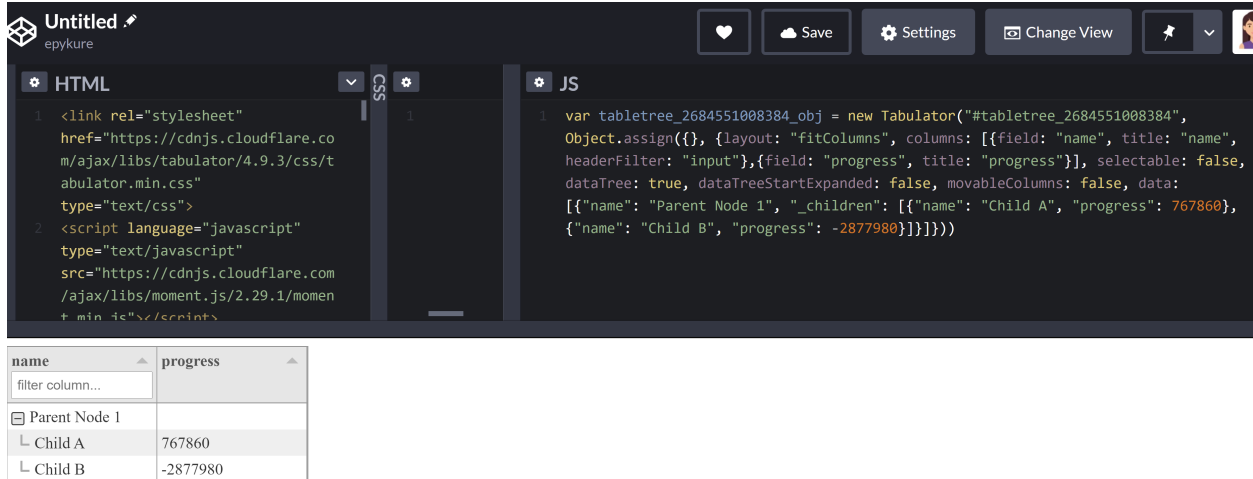 Untitled
epykure
Save
Settings
Change View
HTML
CSS
JS
1 <link rel="stylesheet"
href="https://cdnjs.cloudflare.co
m/ajax/libs/tabulator/4.9.3/css/t
abulator.min.css"
type="text/css">
2 <script language="javascript"
type="text/javascript"
src="https://cdnjs.cloudflare.com
/ajax/libs/moment.js/2.29.1/momen
t.min.js"></script>
1
1 var tabletree_2684551008384_obj = new Tabulator("#tabletree_2684551008384",
Object.assign({}, {layout: "fitColumns", columns: [{field: "name", title: "name",
headerFilter: "input"},{field: "progress", title: "progress"}], selectable: false,
dataTree: true, dataTreeStartExpanded: false, movableColumns: false, data:
[{"name": "Parent Node 1", "_children": [{"name": "Child A", "progress": 767860},
{"name": "Child B", "progress": -2877980}]}]}))
name progress
filter column...
Parent Node 1
Child A 767860
Child B -2877980